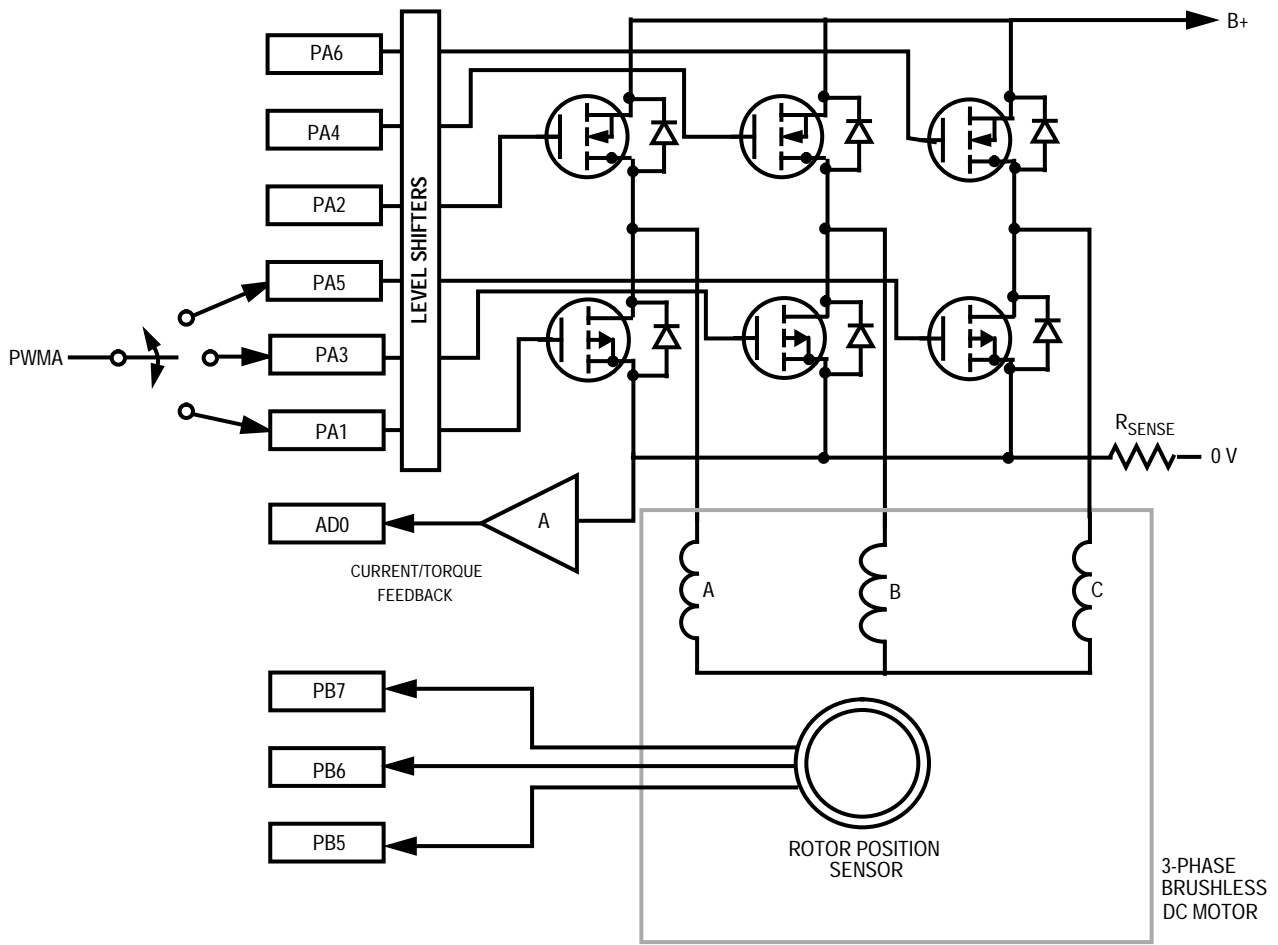 B+
PA6
PA4
PA2
PA5
PA3
PA1
LEVEL SHIFTERS
PWMA
RSENSE
0 V
AD0
A
CURRENT/TORQUE
FEEDBACK
A
B
C
PB7
PB6
PB5
ROTOR POSITION
SENSOR
3-PHASE
BRUSHLESS
DC MOTOR